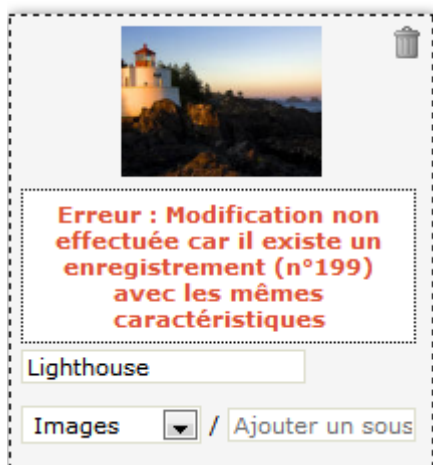 Erreur : Modification non
effectuée car il existe un
enregistrement (n°199)
avec les mêmes
caractéristiques
Lighthouse
Images / Ajouter un sous